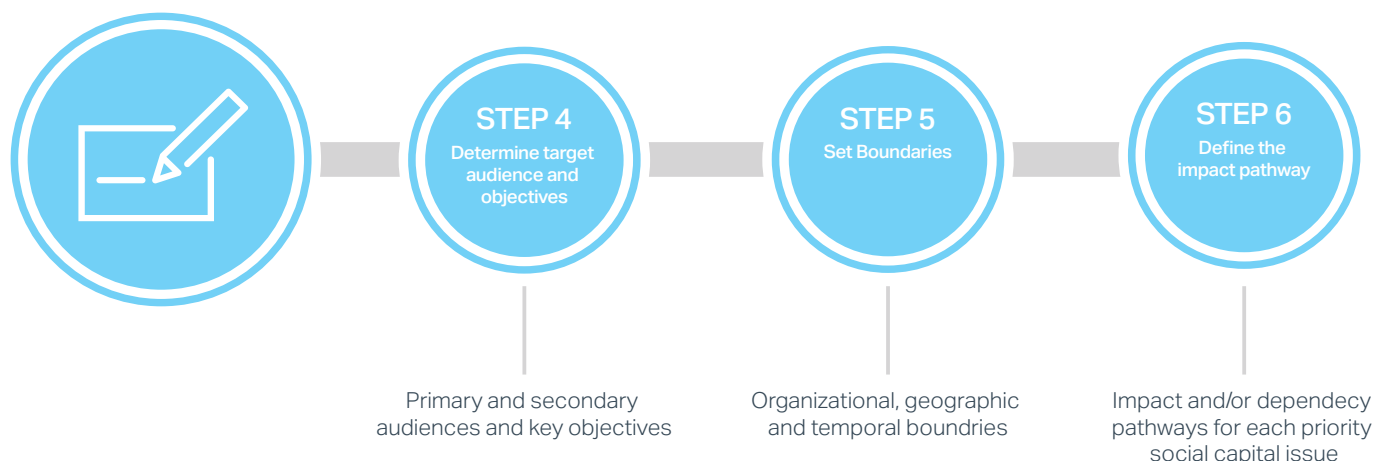 STEP 4
Determine target
audience and
objectives
STEP 5
Set Boundaries
STEP 6
Define the
impact pathway
Primary and secondary
audiences and key objectives
Organizational, geographic
and temporal boundries
Impact and/or dependecy
pathways for each priority
social capital issue